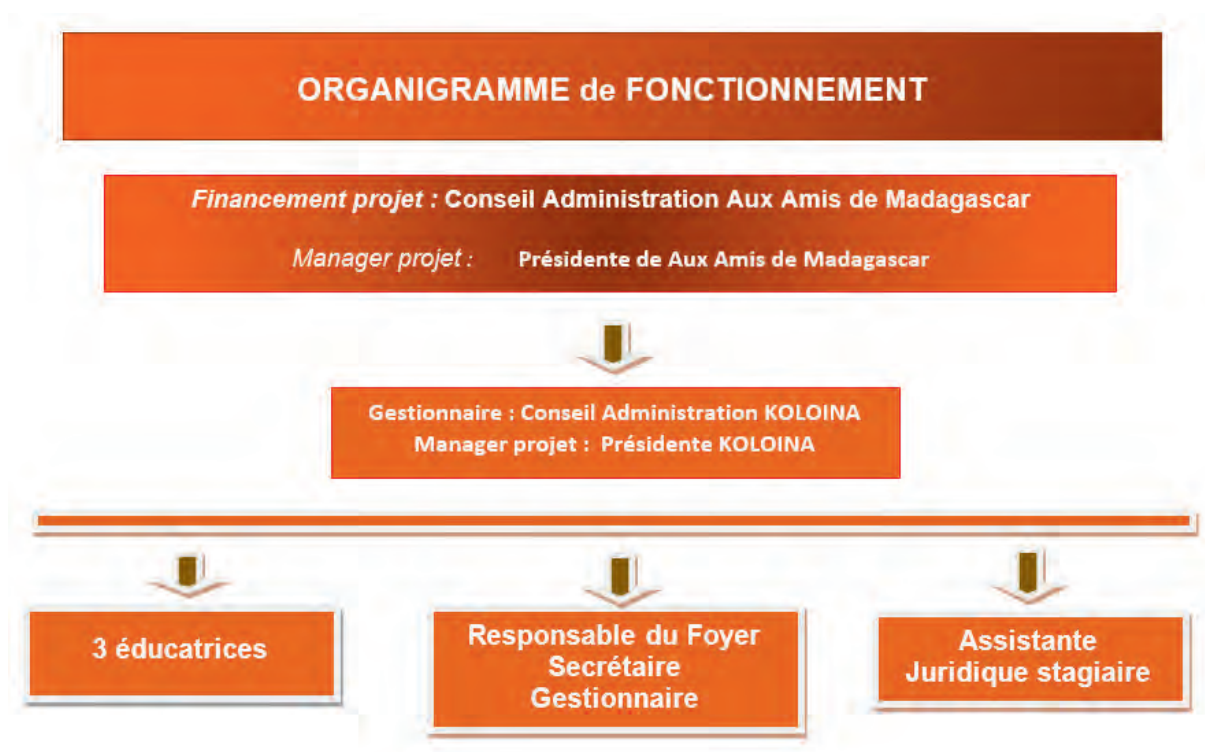 ORGANIGRAMME de FONCTIONNEMENT
Financement projet : Conseil Administration Aux Amis de Madagascar
Manager projet : Présidente de Aux Amis de Madagascar
Gestionnaire : Conseil Administration KOLOINA
Manager projet : Présidente KOLOINA
3 éducatrices
Responsable du Foyer
Secrétaire
Gestionnaire
Assistante
Juridique stagiaire